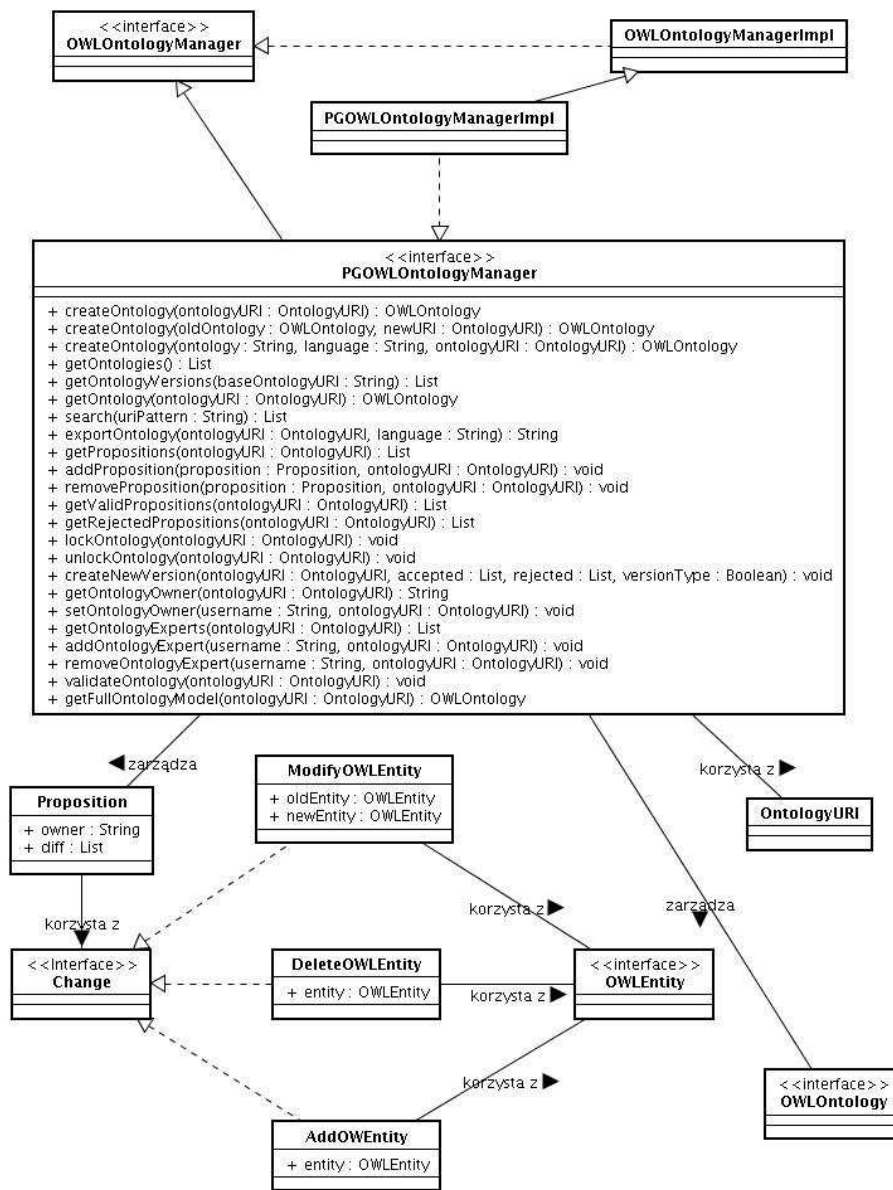 <<interface>>
OWLOntologyManager
OWLOntologyManagerImpl
PGOWLOntologyManagerImpl
<<interface>>
PGOWLOntologyManager
+ createOntology(ontologyURI : OntologyURI) : OWLOntology
+ createOntology(oldOntology : OWLOntology, newURI : OntologyURI) : OWLOntology
+ createOntology(ontology : String, language : String, ontologyURI : OntologyURI) : OWLOntology
+ getOntologies() : List
+ getOntologyVersions(baseOntologyURI : String) : List
+ getOntology(ontologyURI : OntologyURI) : OWLOntology
+ search(uriPattern : String) : List
+ exportOntology(ontologyURI : OntologyURI, language : String) : String
+ getPropositions(ontologyURI : OntologyURI) : List
+ addProposition(proposition : Proposition, ontologyURI : OntologyURI) : void
+ removeProposition(proposition : Proposition, ontologyURI : OntologyURI) : void
+ getValidPropositions(ontologyURI : OntologyURI) : List
+ getRejectedPropositions(ontologyURI : OntologyURI) : List
+ lockOntology(ontologyURI : OntologyURI) : void
+ unlockOntology(ontologyURI : OntologyURI) : void
+ createNewVersion(ontologyURI : OntologyURI, accepted : List, rejected : List, versionType : Boolean) : void
+ getOntologyOwner(ontologyURI : OntologyURI) : String
+ setOntologyOwner(username : String, ontologyURI : OntologyURI) : void
+ getOntologyExperts(ontologyURI : OntologyURI) : List
+ addOntologyExpert(username : String, ontologyURI : OntologyURI) : void
+ removeOntologyExpert(username : String, ontologyURI : OntologyURI) : void
+ validateOntology(ontologyURI : OntologyURI) : void
+ getFullOntologyModel(ontologyURI : OntologyURI) : OWLOntology
zarządza
korzysta z
ModifyOWLEntity
+ oldEntity : OWLEntity
+ newEntity : OWLEntity
Proposition
+ owner : String
+ diff : List
OntologyURI
korzysta z
korzysta z
zarządza
<<Interface>>
Change
DeleteOWLEntity
+ entity : OWLEntity
korzysta z
<<interface>>
OWLEntity
korzysta z
<<interface>>
OWLOntology
AddOWEntity
+ entity : OWLEntity